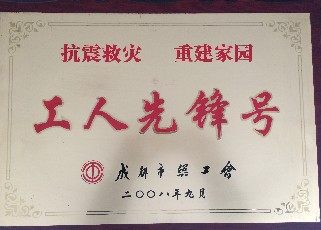 抗震救灾 重建家园
工人先锋号
成都市总工會
二〇〇八年九月